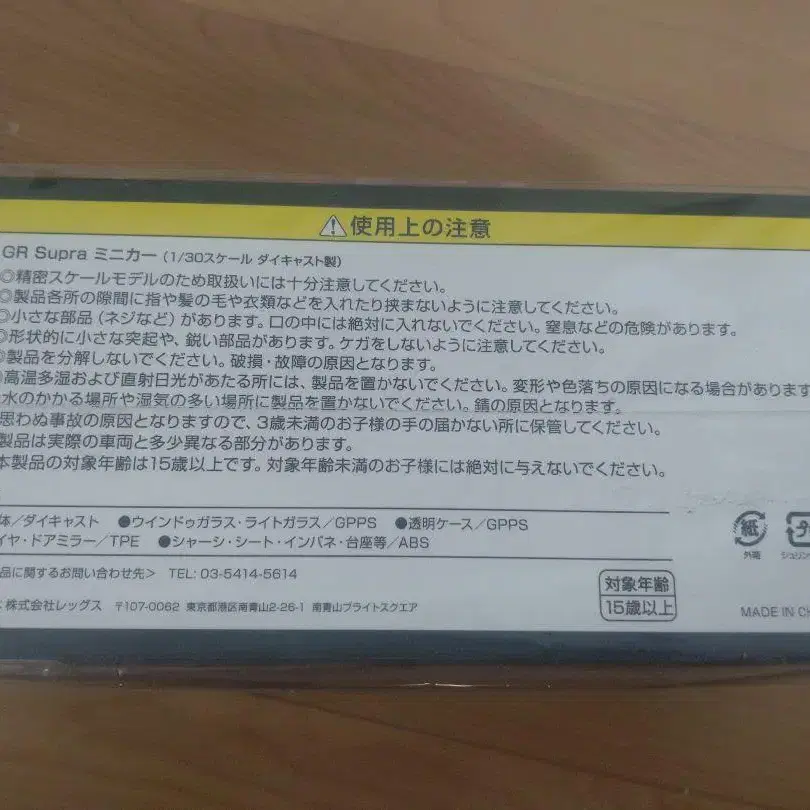 ⚠使用上の注意
GR Supra ミニカー (1/30スケール ダイキャスト製)
◎精密スケールモデルのため取扱いには十分注意してください。
◎製品各所の隙間に指や髪の毛や衣類などを入れたり挟まないように注意してください。
◎小さな部品(ネジなど)があります。口の中には絶対に入れないでください。窒息などの危険があります。
◎形状的に小さな突起や、鋭い部品があります。ケガをしないように注意してください。
◎製品を分解しないでください。破損・故障の原因となります。
◎高温多湿および直射日光があたる所には、製品を置かないでください。変形や色落ちの原因になる場合があります
水のかかる場所や湿気の多い場所に製品を置かないでください。錆の原因となります。
思わぬ事故の原因となりますので、3歳未満のお子様の手の届かない所に保管してください。
製品は実際の車両と多少異なる部分があります。
本製品の対象年齢は15歳以上です。対象年齢未満のお子様には絶対に与えないでください。
体/ダイキャスト ●ウインドゥガラス・ライトガラス/GPPS ●透明ケース/GPPS
イヤ・ドアミラー/TPE ●シャーシ・シート・インパネ・台座等/ABS
品に関するお問い合わせ先> TEL: 03-5414-5614
: 株式会社レッグス 〒107-0062 東京都港区南青山2-26-1 南青山ブライトスクエア
対象年齢
15歳以上
紙
外箱
プ
シュリン
MADE IN CH